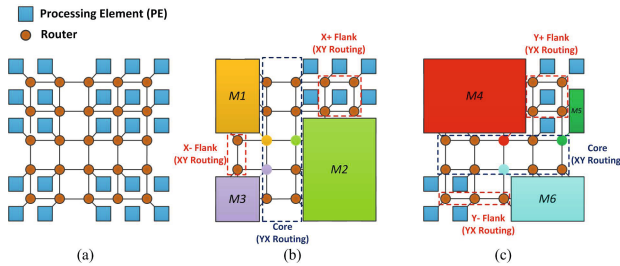 Processing Element (PE)
Router
X+ Flank
(XY Routing)
Y+ Flank
(YX Routing)
M1
M4
M5
X- Flank
(XY Routing)
M2
Core
(XY Routing
M3
M6
Core
(YX Routing)
Y- Flank
(YX Routing)
(a)
(b)
(c)